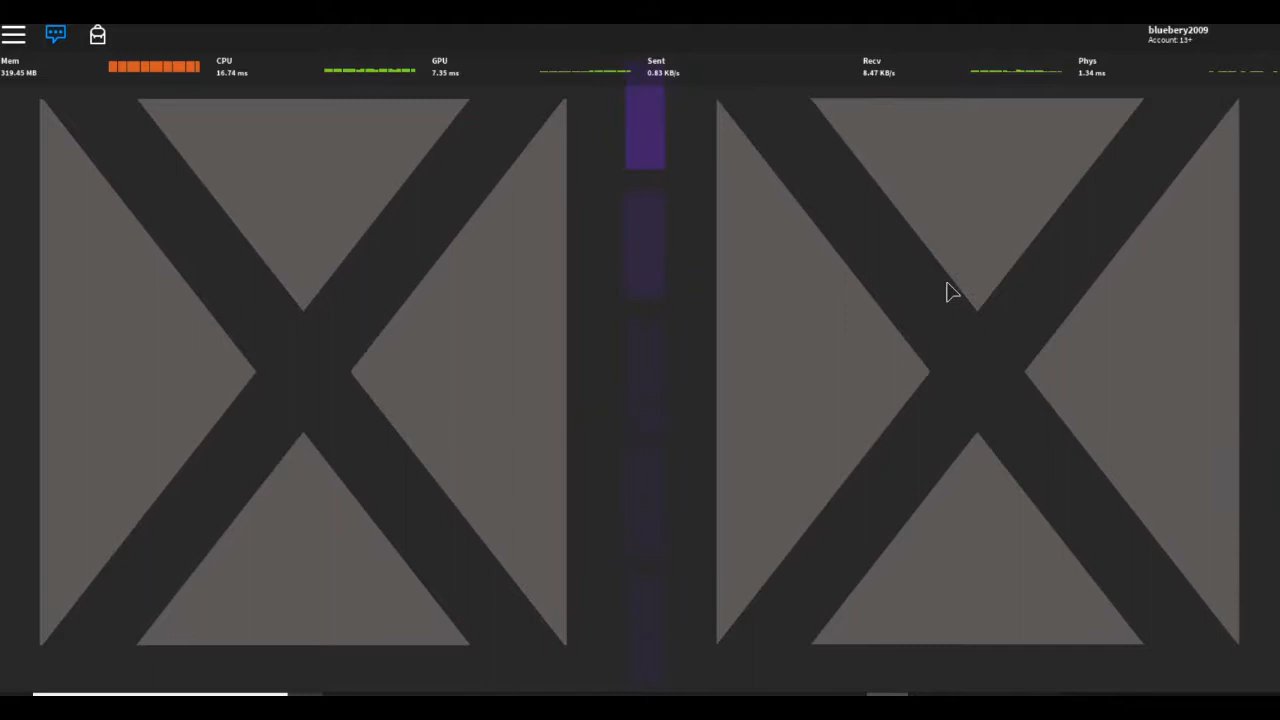 bluebery2009
Account: 13+
Mem CPU GPU Sent Recv Phys
319.45 MB 16.74 ms 7.35 ms 0.83 KB/s 8.47 KB/s 1.34 ms